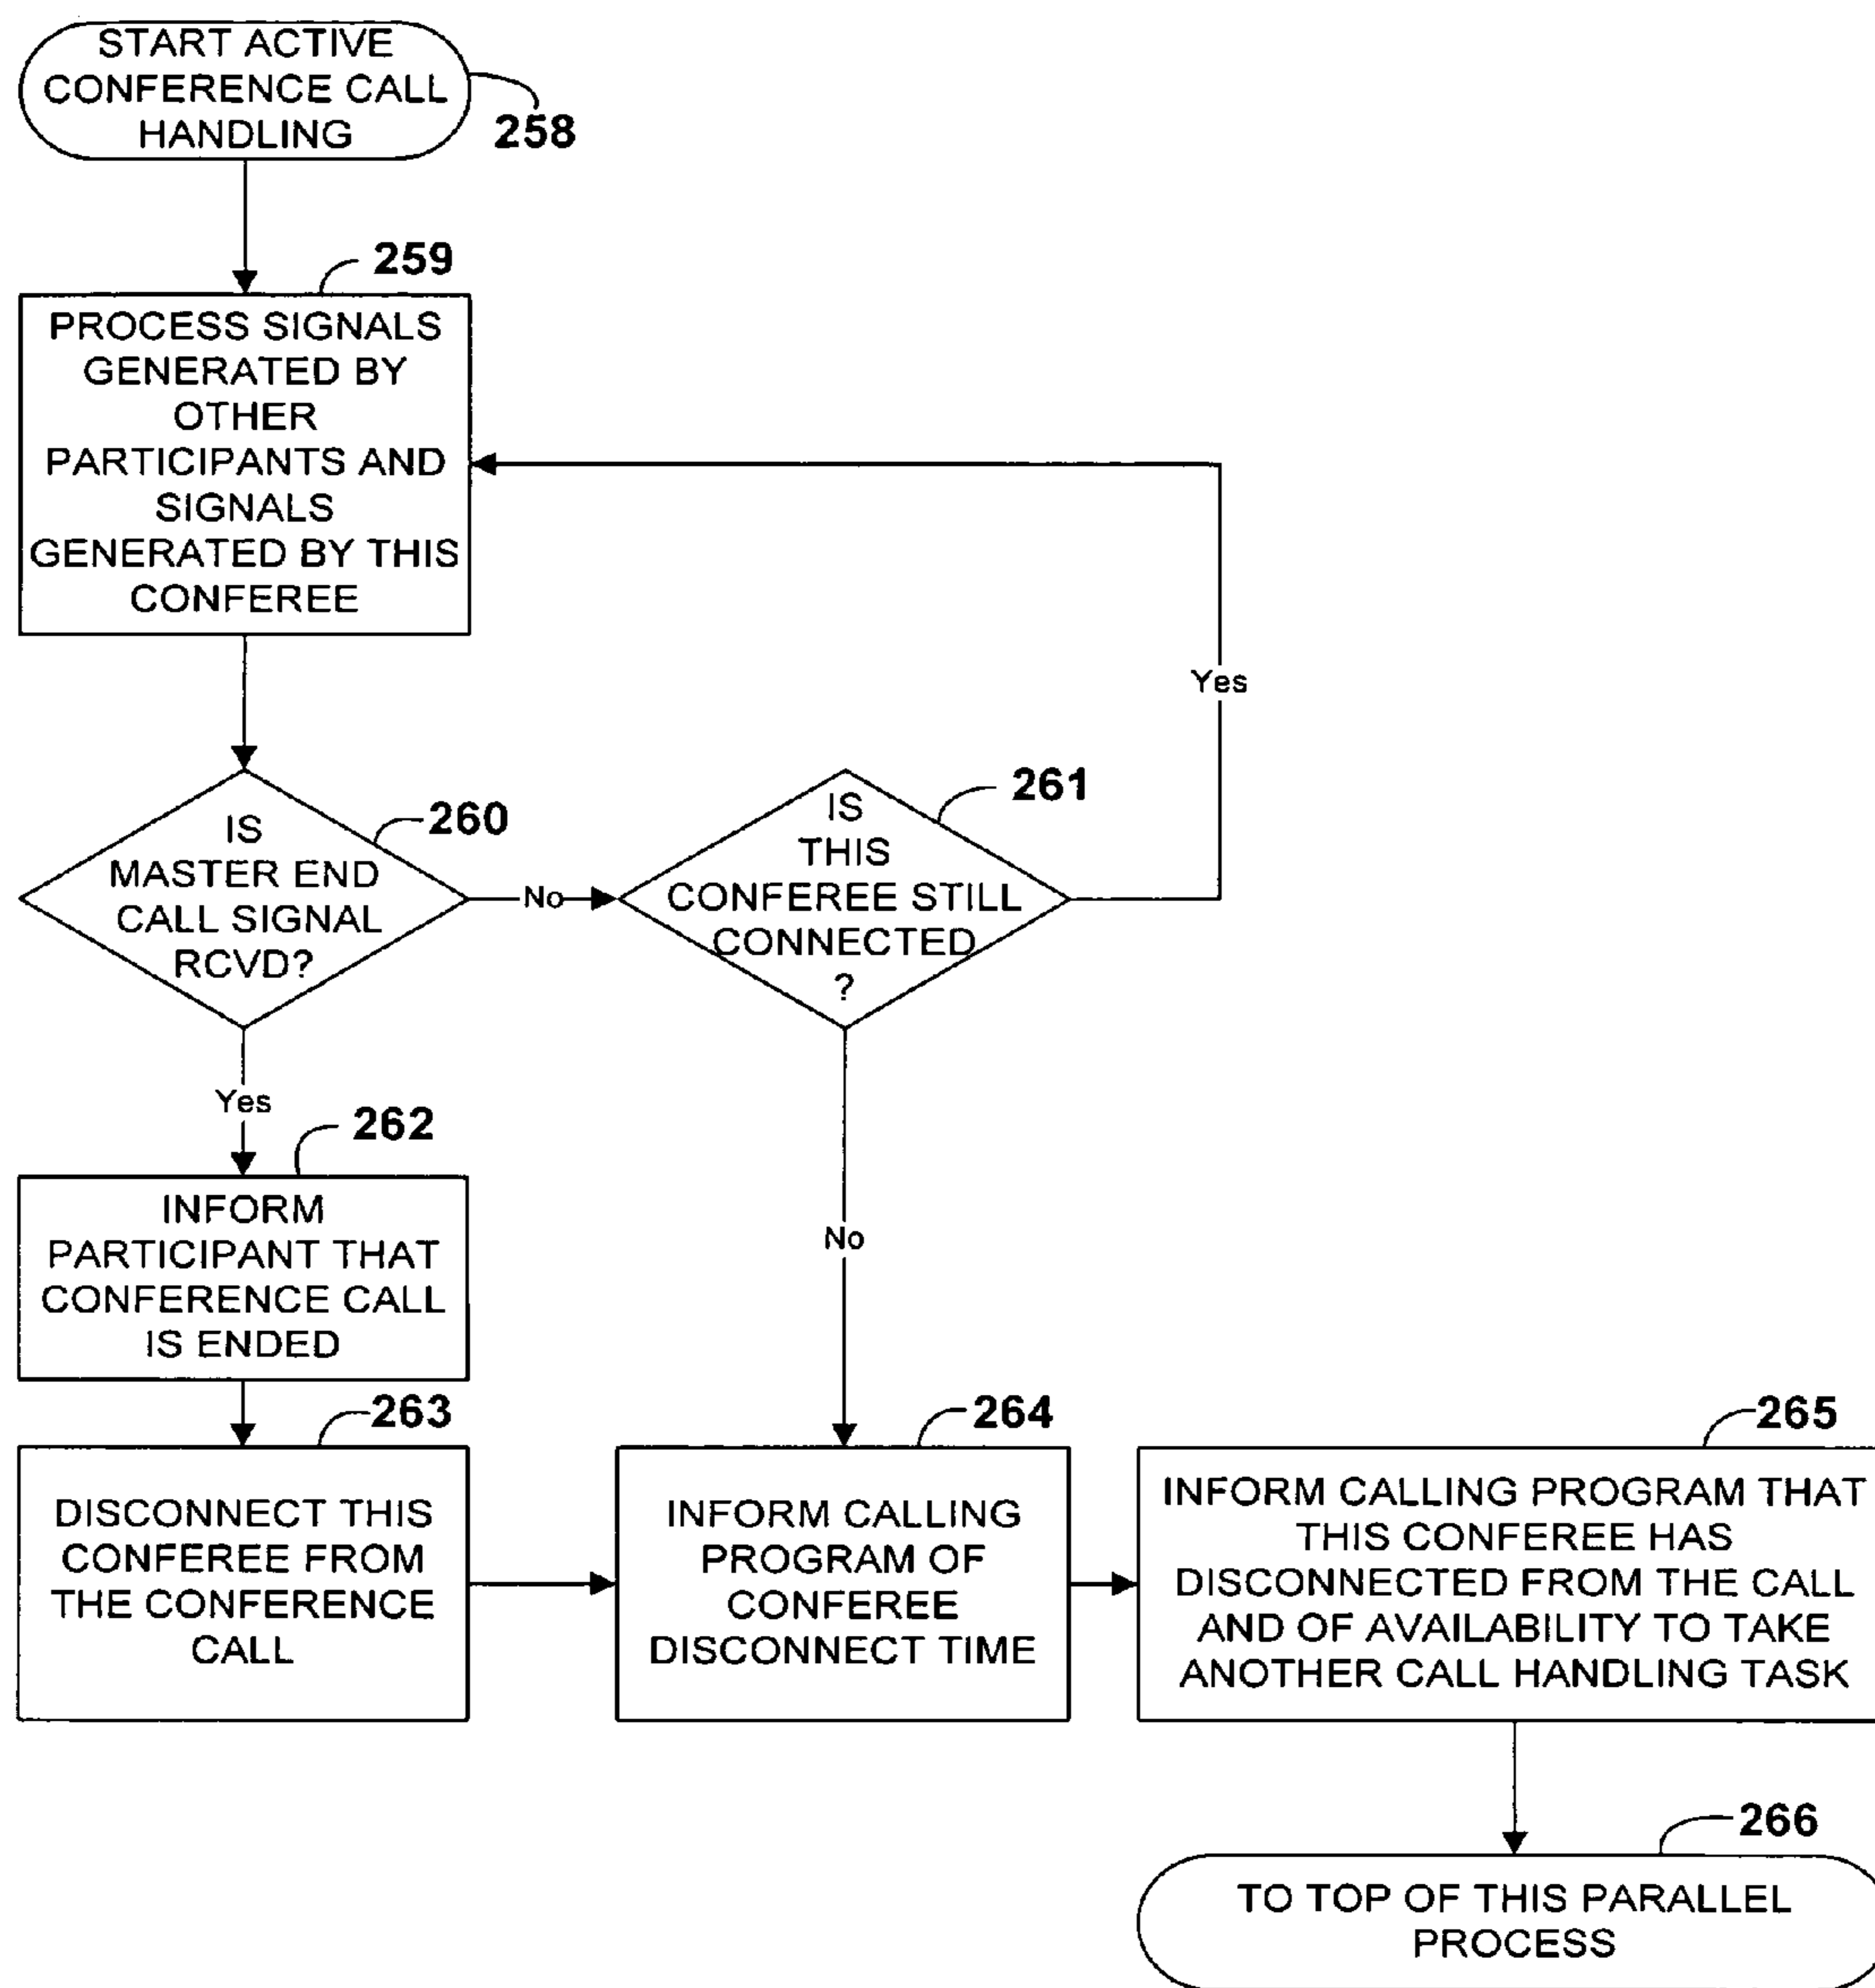 START ACTIVE
CONFERENCE CALL
HANDLING
258
259
PROCESS SIGNALS
GENERATED BY
OTHER
PARTICIPANTS AND
SIGNALS
GENERATED BY THIS
CONFEREE
Yes
260
IS
MASTER END
CALL SIGNAL
RCVD?
No
261
IS
THIS
CONFEREE STILL
CONNECTED
?
Yes
262
INFORM
PARTICIPANT THAT
CONFERENCE CALL
IS ENDED
No
263
DISCONNECT THIS
CONFEREE FROM
THE CONFERENCE
CALL
264
INFORM CALLING
PROGRAM OF
CONFEREE
DISCONNECT TIME
265
INFORM CALLING PROGRAM THAT
THIS CONFEREE HAS
DISCONNECTED FROM THE CALL
AND OF AVAILABILITY TO TAKE
ANOTHER CALL HANDLING TASK
266
TO TOP OF THIS PARALLEL
PROCESS